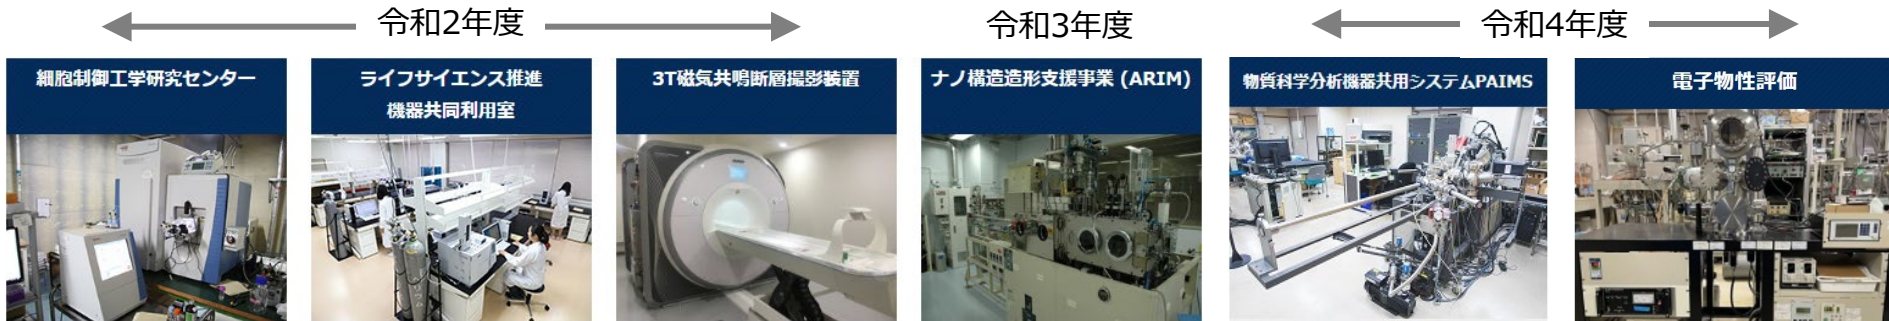 令和2年度
令和3年度
令和4年度
細胞制御工学研究センター
ライフサイエンス推進
機器共同利用室
3T磁気共鳴断層撮影装置
ナノ構造造形支援事業 (ARIM)
物質科学分析機器共用システムPAIMS
電子物性評価